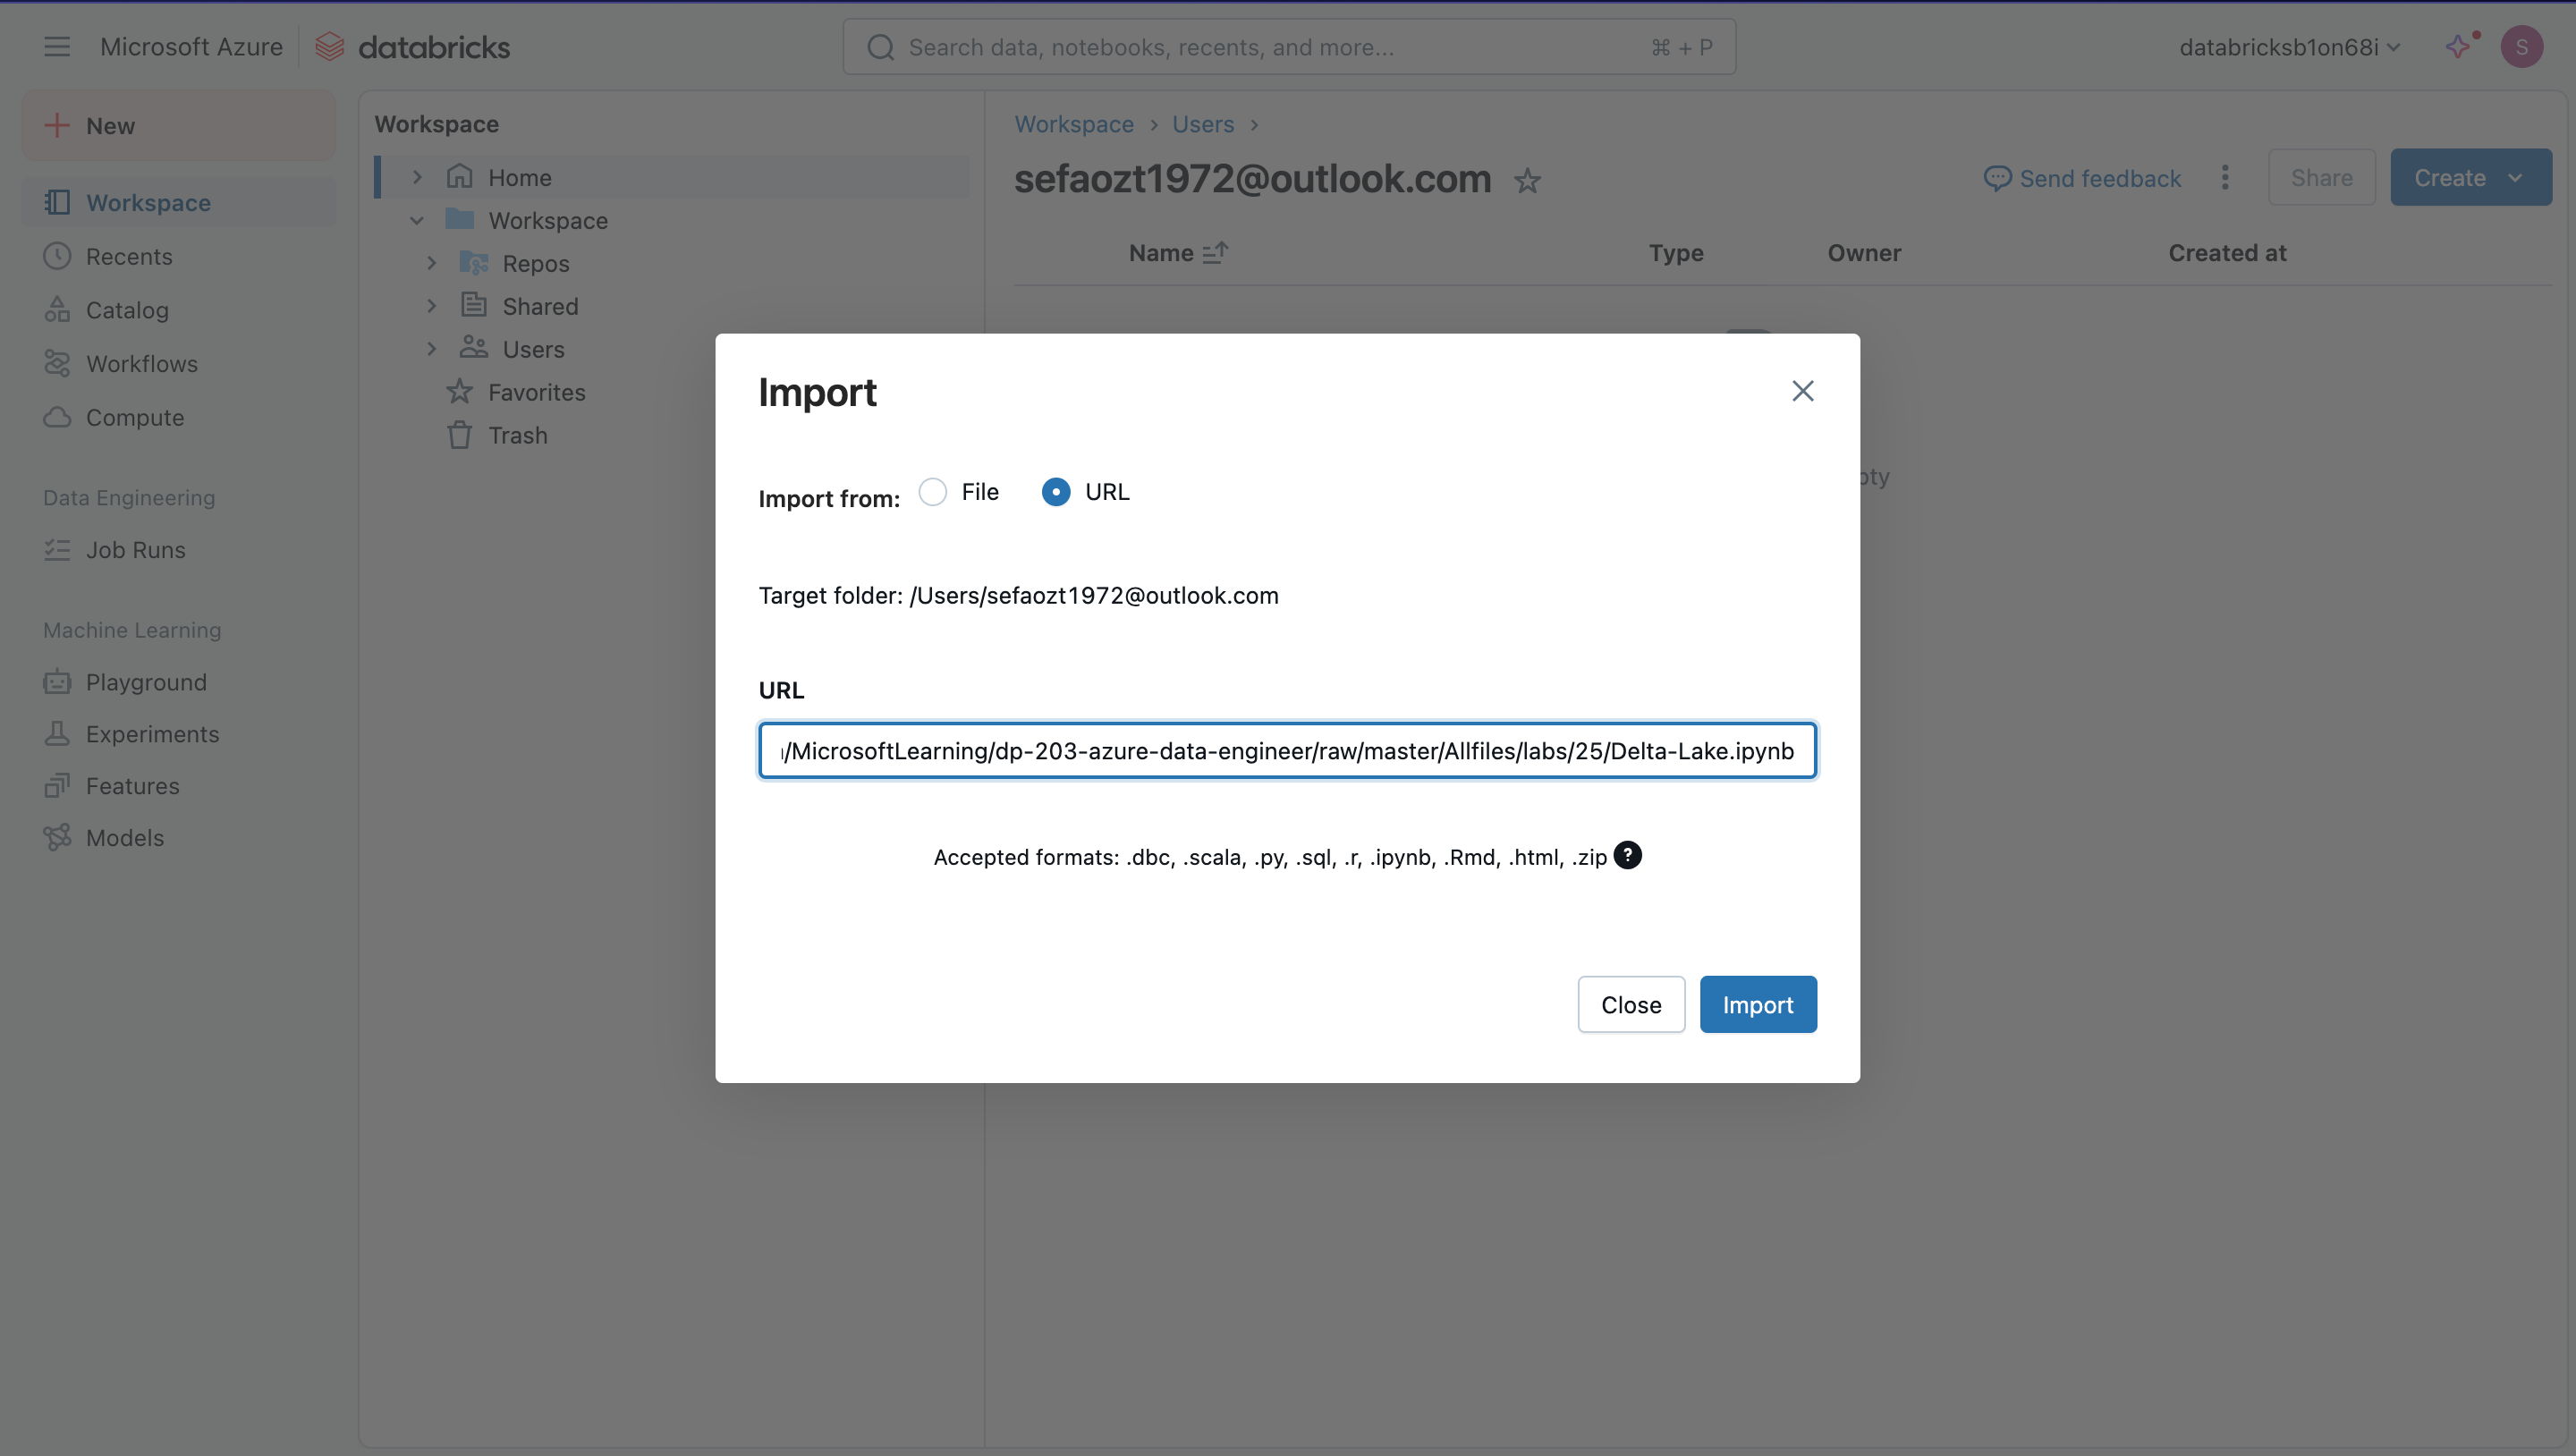 Microsoft Azure databricks
Search data, notebooks, recents, and more... ⌘ + P
databricksb1on68i
S
New
Workspace
Recents
Catalog
Workflows
Compute
Data Engineering
Job Runs
Machine Learning
Playground
Experiments
Features
Models
Workspace
Home
Workspace
Repos
Shared
Users
Favorites
Trash
Workspace > Users >
sefaozt1972@outlook.com
Send feedback
Share
Create
Name Type Owner Created at
Import
Import from: File URL
Target folder: /Users/sefaozt1972@outlook.com
URL
/MicrosoftLearning/dp-203-azure-data-engineer/raw/master/Allfiles/labs/25/Delta-Lake.ipynb
Accepted formats: .dbc, .scala, .py, .sql, .r, .ipynb, .Rmd, .html, .zip ?
Close Import